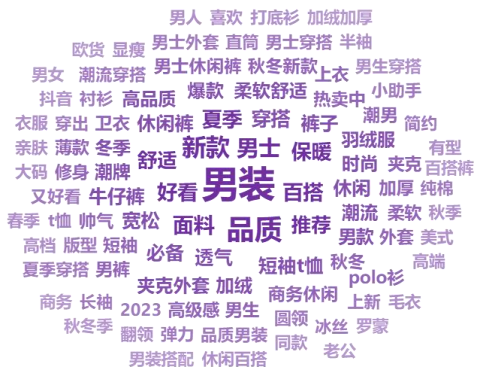 男人 喜欢 打底衫 加绒加厚
欧货 显瘦 男士外套 直筒 男士穿搭 半袖
男女 潮流穿搭 男士休闲裤 秋冬新款 上衣 男生穿搭
抖音 衬衫 高品质 爆款 柔软舒适 热卖中 小助手
衣服 穿出 卫衣 休闲裤 夏季 穿搭 裤子 潮男 简约
亲肤 薄款 冬季 舒适 新款 男士 保暖 羽绒服 有型
大码 修身 潮牌 时尚 夹克 百搭裤
又好看 牛仔裤 好看 男装 百搭 休闲 加厚 纯棉
春季 t恤 帅气 宽松 面料 品质 推荐 潮流 柔软 秋季
高档 版型 短袖 必备 透气 男款 外套 美式
夏季穿搭 男裤 短袖t恤 秋冬 高端
夹克外套 加绒 商务休闲 polo衫
商务 长袖 2023 高级感 男生 圆领 上新 毛衣
秋冬季 翻领 弹力 品质男装 同款 冰丝 罗蒙
男装搭配 休闲百搭 老公